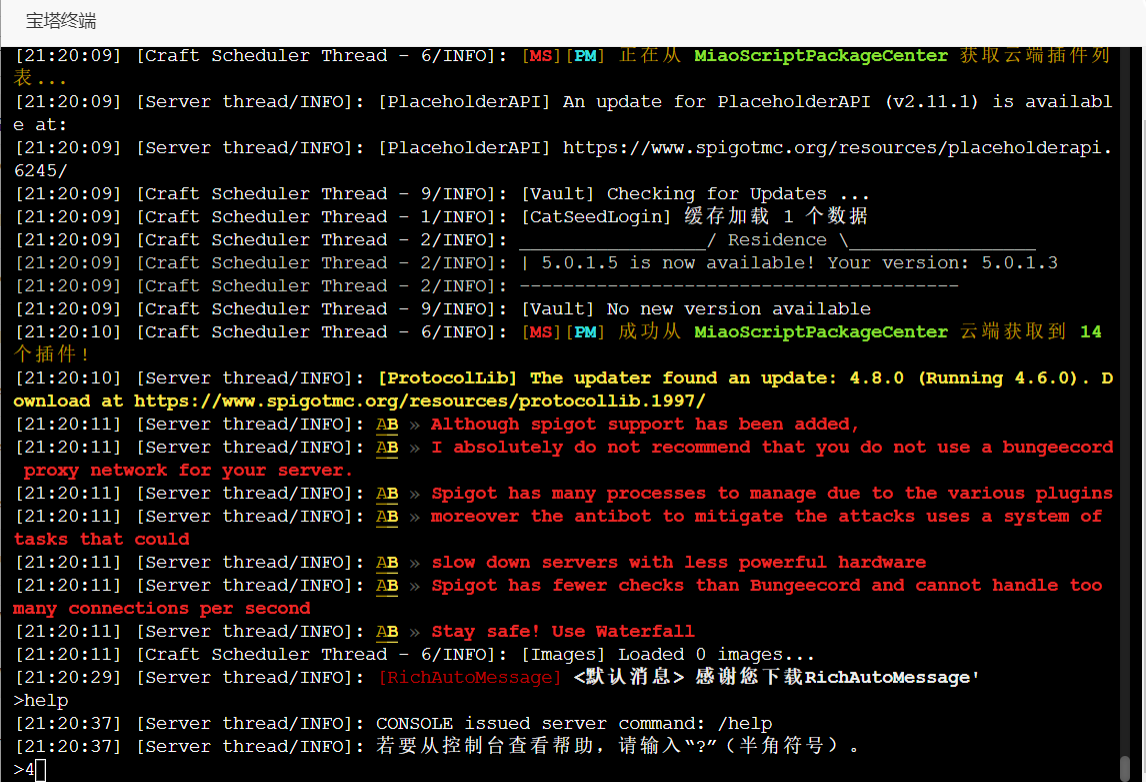 宝塔终端
[21:20:09] [Craft Scheduler Thread - 6/INFO]: [MS][PM] 正在从 MiaoScriptPackageCenter 获取云端插件列
表...
[21:20:09] [Server thread/INFO]: [PlaceholderAPI] An update for PlaceholderAPI (v2.11.1) is availabl
e at:
[21:20:09] [Server thread/INFO]: [PlaceholderAPI] https://www.spigotmc.org/resources/placeholderapi.
6245/
[21:20:09] [Craft Scheduler Thread - 9/INFO]: [Vault] Checking for Updates ...
[21:20:09] [Craft Scheduler Thread - 1/INFO]: [CatSeedLogin] 缓存加载 1 个数据
[21:20:09] [Craft Scheduler Thread - 2/INFO]: _________________/ Residence \_________________
[21:20:09] [Craft Scheduler Thread - 2/INFO]: | 5.0.1.5 is now available! Your version: 5.0.1.3
[21:20:09] [Craft Scheduler Thread - 2/INFO]: ----------------------------------------
[21:20:09] [Craft Scheduler Thread - 9/INFO]: [Vault] No new version available
[21:20:10] [Craft Scheduler Thread - 6/INFO]: [MS][PM] 成功从 MiaoScriptPackageCenter 云端获取到 14
个插件!
[21:20:10] [Server thread/INFO]: [ProtocolLib] The updater found an update: 4.8.0 (Running 4.6.0). D
ownload at https://www.spigotmc.org/resources/protocollib.1997/
[21:20:11] [Server thread/INFO]: AB » Although spigot support has been added,
[21:20:11] [Server thread/INFO]: AB » I absolutely do not recommend that you do not use a bungeecord
proxy network for your server.
[21:20:11] [Server thread/INFO]: AB » Spigot has many processes to manage due to the various plugins
[21:20:11] [Server thread/INFO]: AB » moreover the antibot to mitigate the attacks uses a system of
tasks that could
[21:20:11] [Server thread/INFO]: AB » slow down servers with less powerful hardware
[21:20:11] [Server thread/INFO]: AB » Spigot has fewer checks than Bungeecord and cannot handle too
many connections per second
[21:20:11] [Server thread/INFO]: AB » Stay safe! Use Waterfall
[21:20:11] [Craft Scheduler Thread - 6/INFO]: [Images] Loaded 0 images...
[21:20:29] [Server thread/INFO]: [RichAutoMessage] <默认消息> 感谢您下载RichAutoMessage'
>help
[21:20:37] [Server thread/INFO]: CONSOLE issued server command: /help
[21:20:37] [Server thread/INFO]: 若要从控制台查看帮助，请输入“?”（半角符号）。
>4